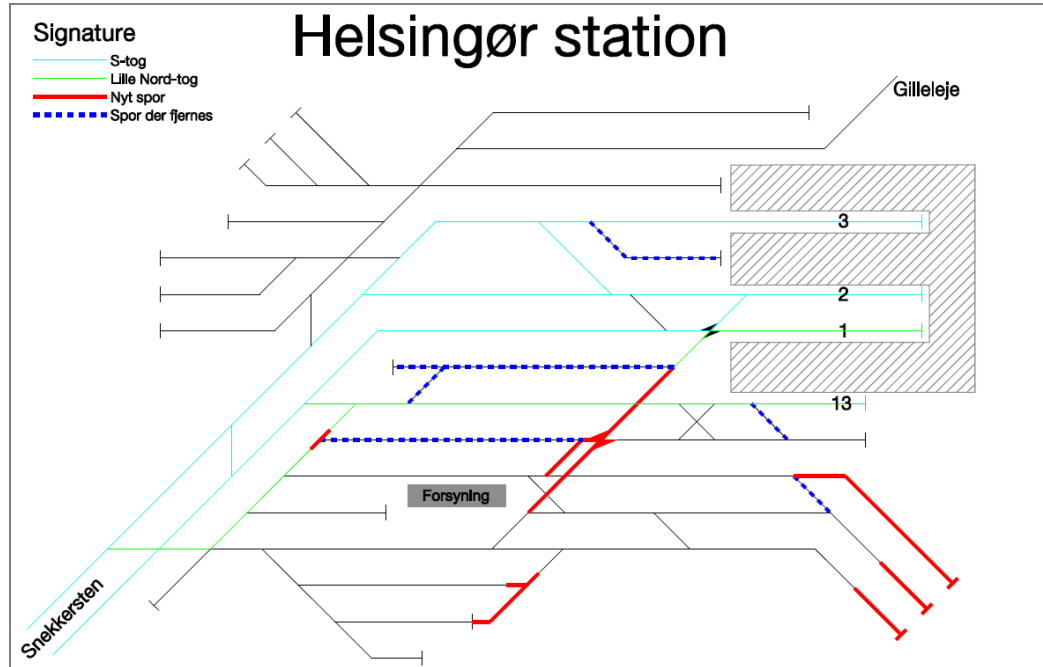 Helsingør station
Signature
S-tog
Lille Nord-tog
Nyt spor
Spor der fjernes
Gilleleje
3
2
1
13
Forsyning
Snekkersten